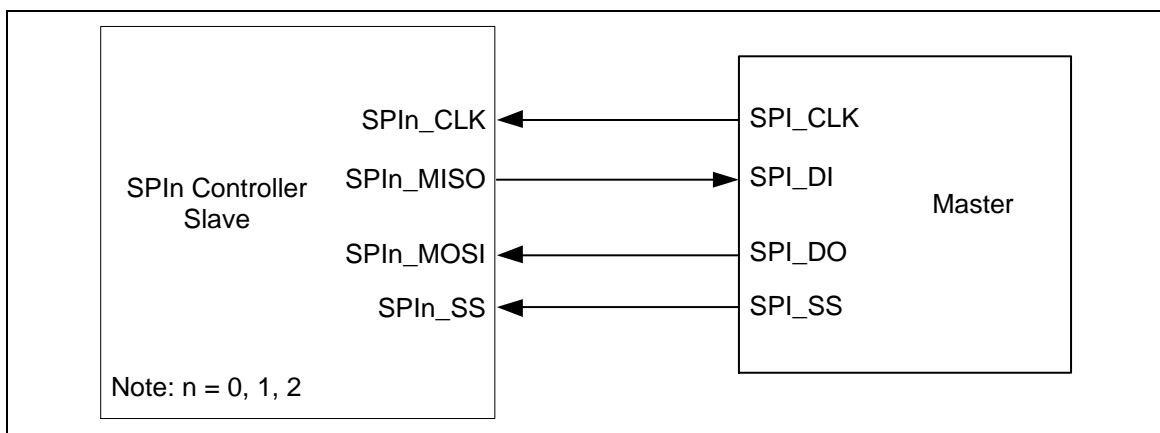 SPIn_CLK
SPI_CLK
SPIn Controller
Slave
SPIn_MISO
SPI_DI
Master
SPIn_MOSI
SPI_DO
SPIn_SS
SPI_SS
Note: n = 0, 1, 2